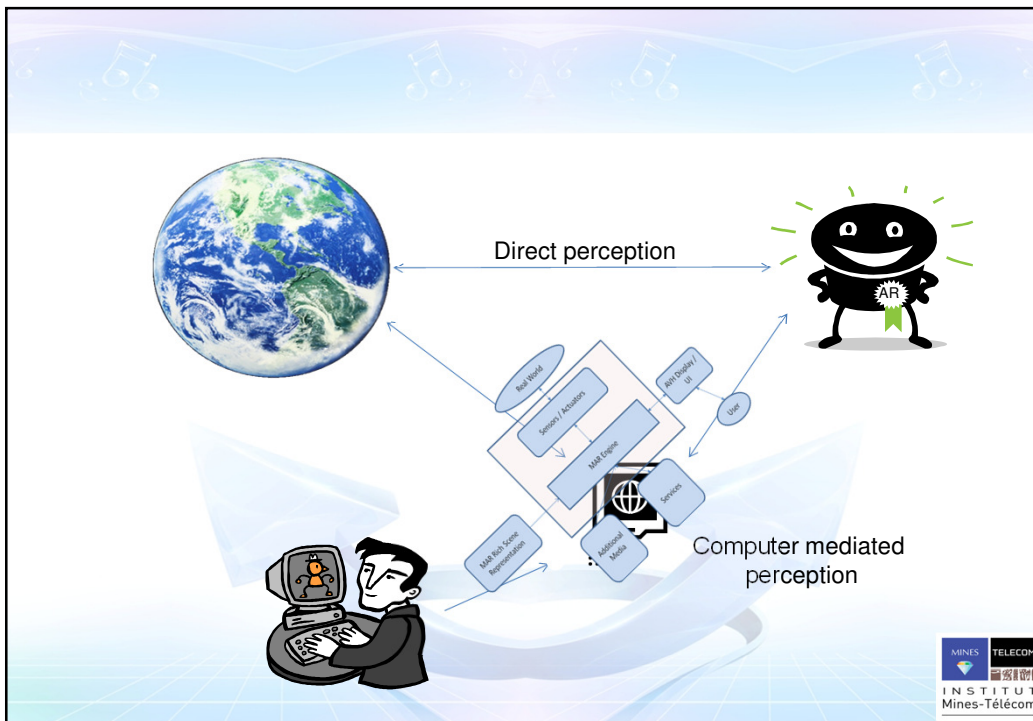 Direct perception
AR
Real World
Sensors / Actuators
MAR Engine
AVH Display /
UI
User
Services
Additional
Media
MAR Rich Scene
Representation
Computer mediated
perception
MINES
TELECOM
INSTITUT
Mines-Télécom